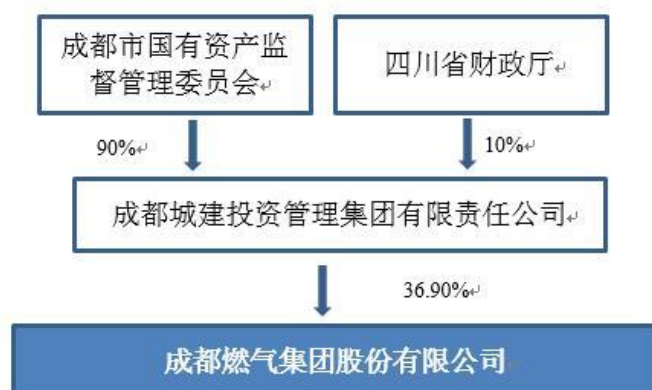 成都市国有资产监
督管理委员会
四川省财政厅
90%
10%
成都城建投资管理集团有限责任公司
36.90%
成都燃气集团股份有限公司